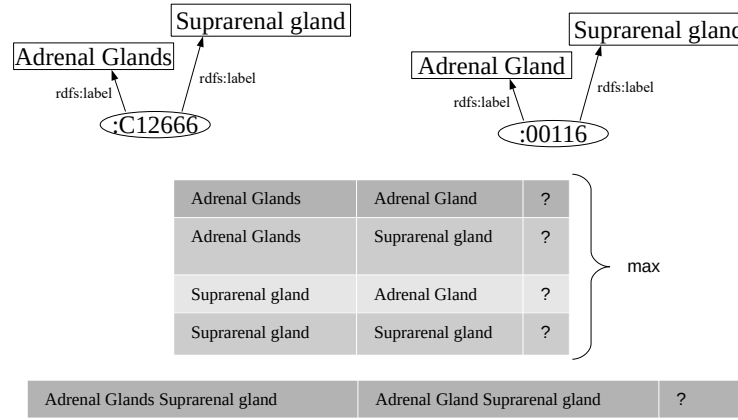 Suprarenal gland
Adrenal Glands
rdfs:label
rdfs:label
:C12666
Suprarenal gland
Adrenal Gland
rdfs:label
rdfs:label
:00116
Adrenal Glands Adrenal Gland ?
Adrenal Glands Suprarenal gland ?
Suprarenal gland Adrenal Gland ?
Suprarenal gland Suprarenal gland ?
max
Adrenal Glands Suprarenal gland Adrenal Gland Suprarenal gland ?